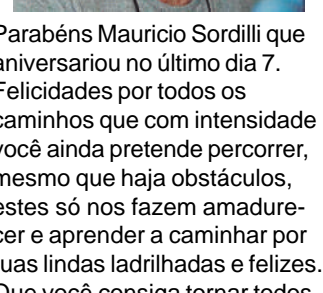 Parabéns Mauricio Sordilli que
aniversariou no último dia 7.
Felicidades por todos os
caminhos que com intensidade
você ainda pretende percorrer,
mesmo que haja obstáculos,
estes só nos fazem amadure-
cer e aprender a caminhar por
ruas lindas ladrilhadas e felizes.
Que você consiga tornar todos